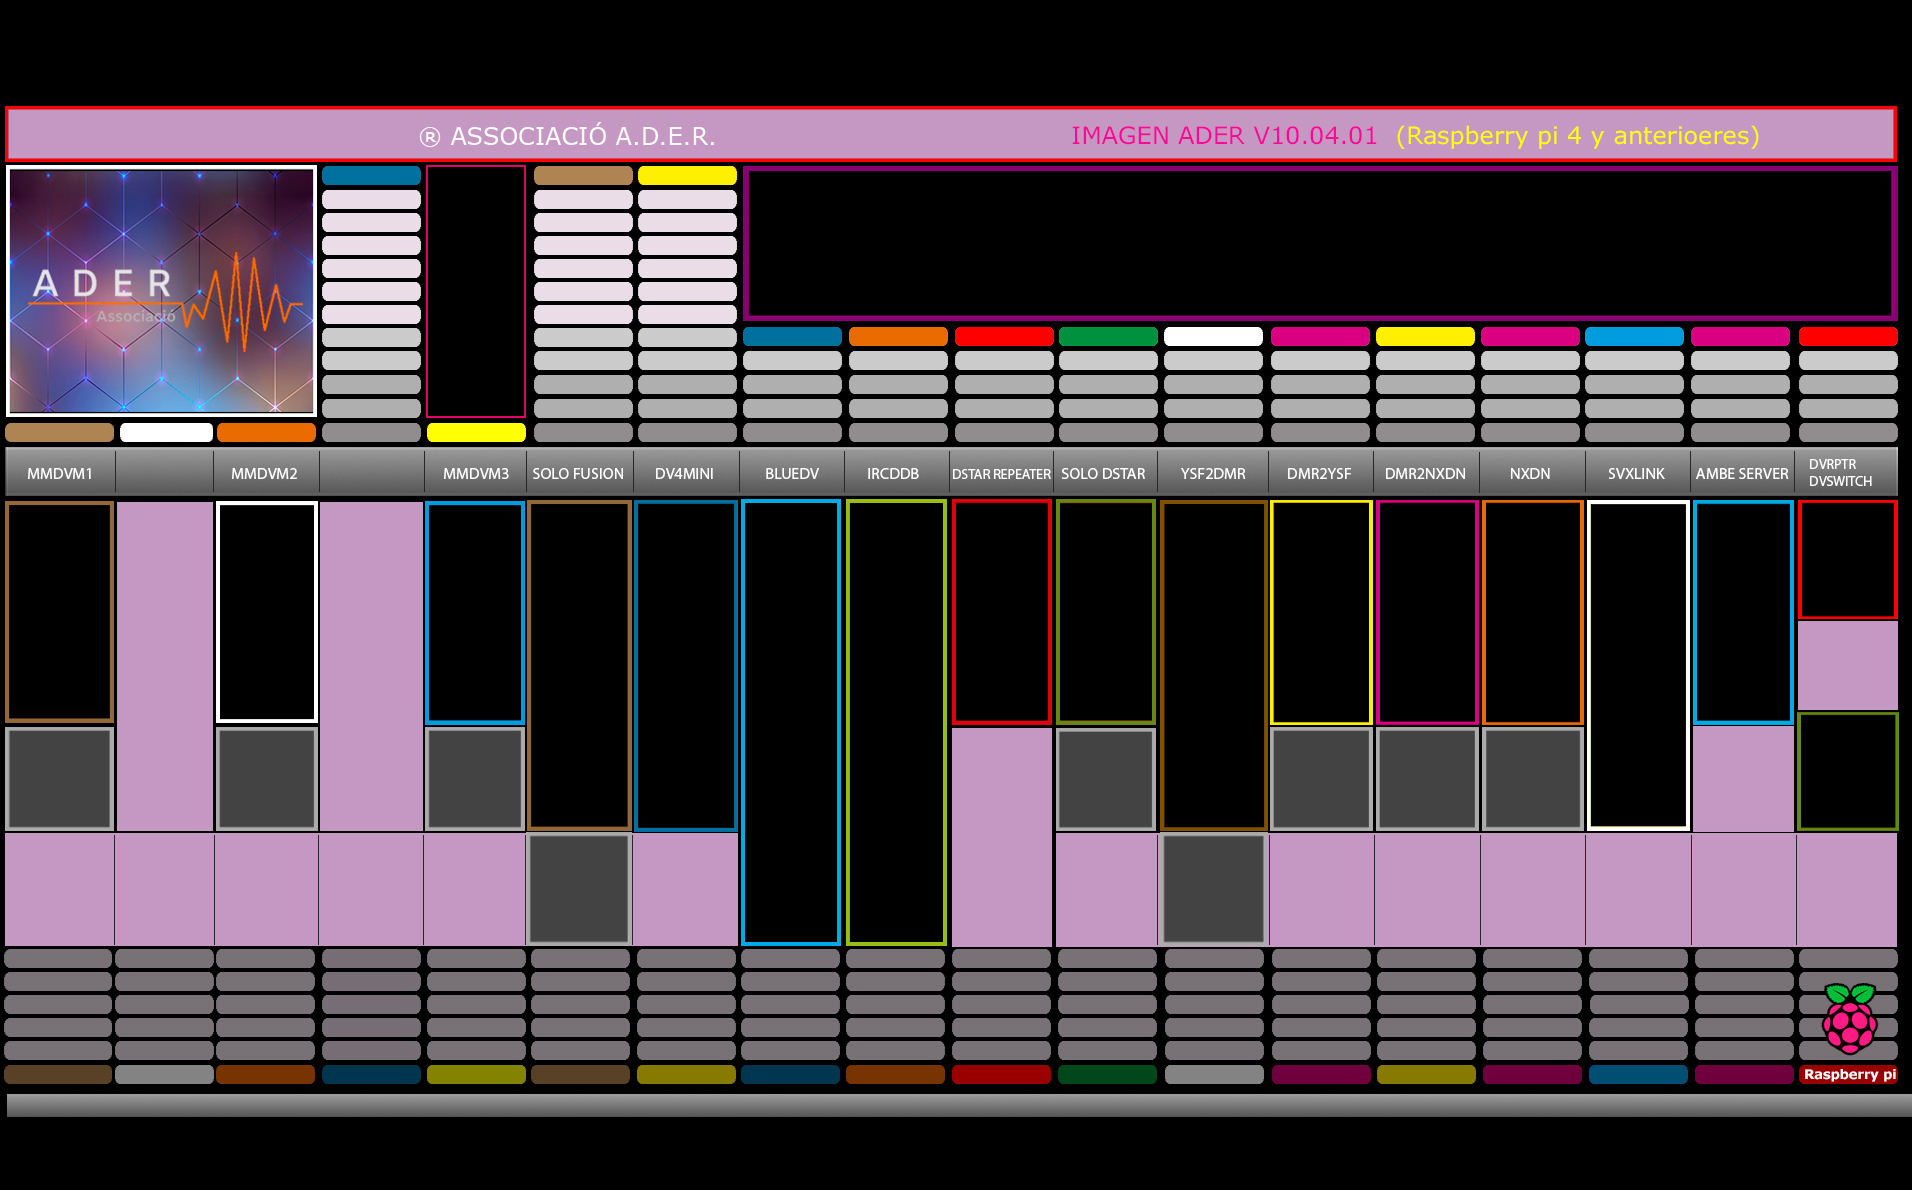 ® ASSOCIACIÓ A.D.E.R.
IMAGEN ADER V10.04.01 (Raspberry pi 4 y anterioeres)
ADER
Associació
MMDVM1
MMDVM2
MMDVM3
SOLO FUSION
DV4MINI
BLUEDV
IRCDDB
DSTAR REPEATER
SOLO DSTAR
YSF2DMR
DMR2YSF
DMR2NXDN
NXDN
SVXLINK
AMBE SERVER
DVRPTR
DVSWITCH
Raspberry pi